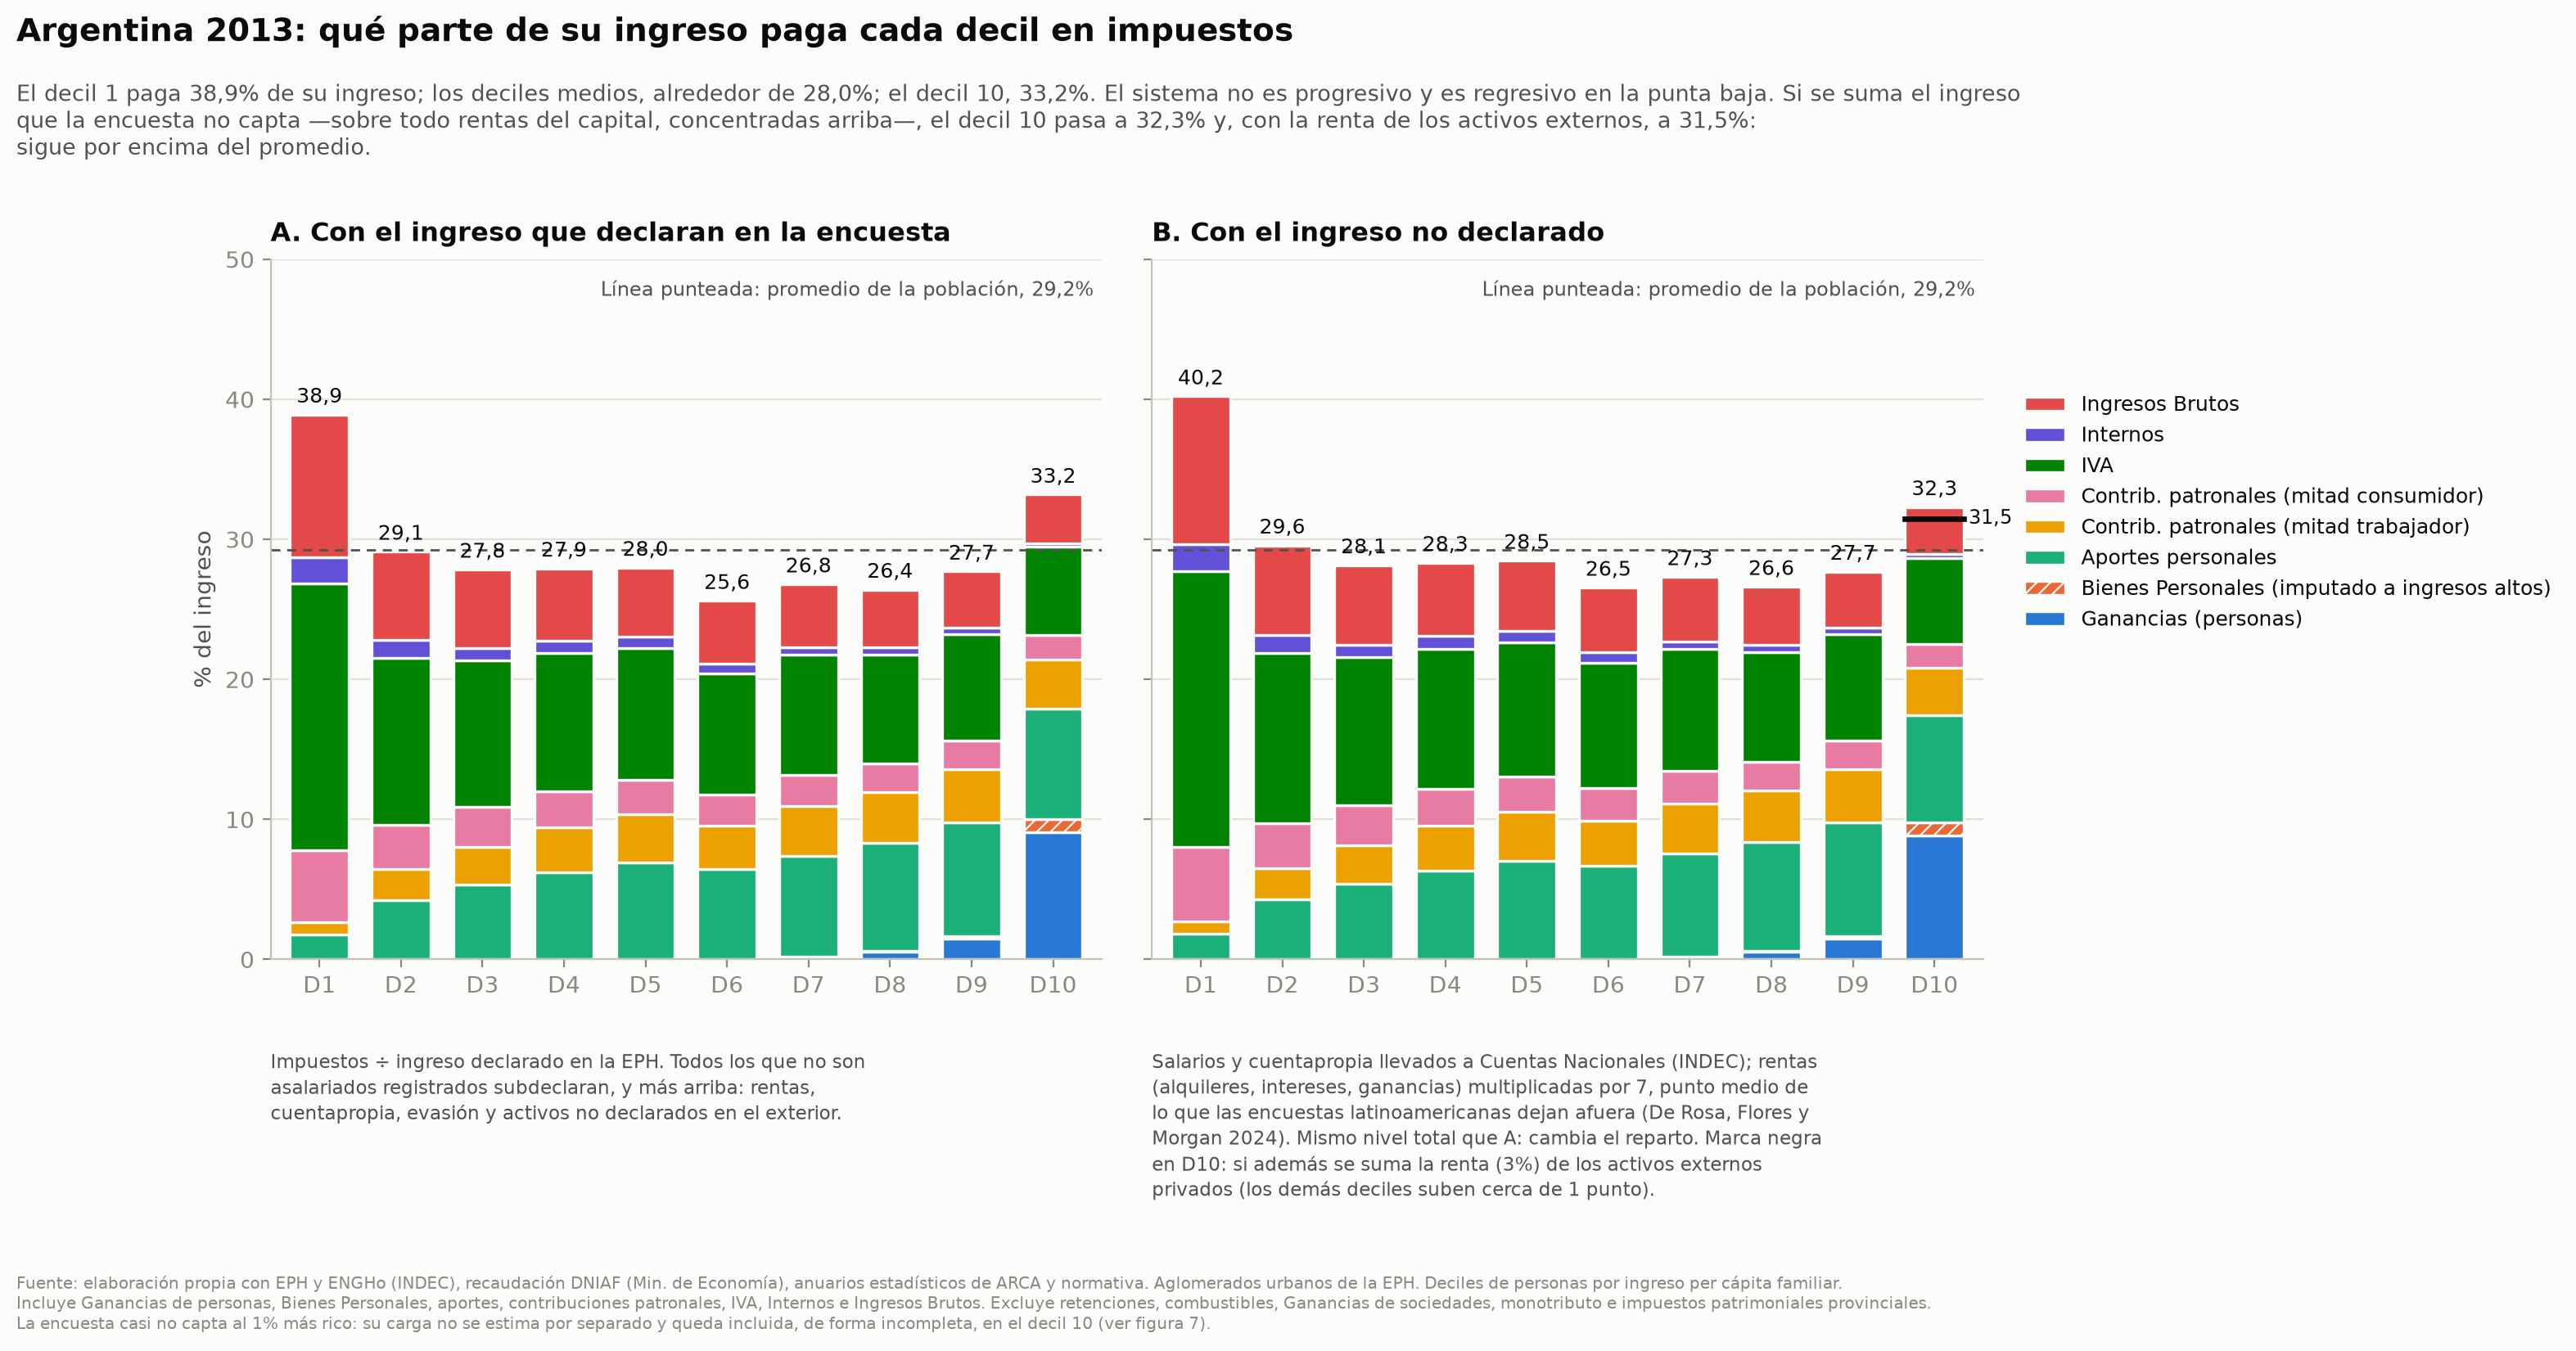 Argentina 2013: qué parte de su ingreso paga cada decil en impuestos
El decil 1 paga 38,9% de su ingreso; los deciles medios, alrededor de 28,0%; el decil 10, 33,2%. El sistema no es progresivo y es regresivo en la punta baja. Si se suma el ingreso
que la encuesta no capta —sobre todo rentas del capital, concentradas arriba—, el decil 10 pasa a 32,3% y, con la renta de los activos externos, a 31,5%:
sigue por encima del promedio.
A. Con el ingreso que declaran en la encuesta
Línea punteada: promedio de la población, 29,2%
% del ingreso
50
40
30
20
10
0
38,9
29,1
27,8
27,9
28,0
25,6
26,8
26,4
27,7
33,2
D1
D2
D3
D4
D5
D6
D7
D8
D9
D10
Impuestos ÷ ingreso declarado en la EPH. Todos los que no son
asalariados registrados subdeclaran, y más arriba: rentas,
cuentapropia, evasión y activos no declarados en el exterior.
B. Con el ingreso no declarado
Línea punteada: promedio de la población, 29,2%
40,2
29,6
28,1
28,3
28,5
26,5
27,3
26,6
27,7
32,3
31,5
D1
D2
D3
D4
D5
D6
D7
D8
D9
D10
Salarios y cuentapropia llevados a Cuentas Nacionales (INDEC); rentas
(alquileres, intereses, ganancias) multiplicadas por 7, punto medio de
lo que las encuestas latinoamericanas dejan afuera (De Rosa, Flores y
Morgan 2024). Mismo nivel total que A: cambia el reparto. Marca negra
en D10: si además se suma la renta (3%) de los activos externos
privados (los demás deciles suben cerca de 1 punto).
Ingresos Brutos
Internos
IVA
Contrib. patronales (mitad consumidor)
Contrib. patronales (mitad trabajador)
Aportes personales
Bienes Personales (imputado a ingresos altos)
Ganancias (personas)
Fuente: elaboración propia con EPH y ENGHo (INDEC), recaudación DNIAF (Min. de Economía), anuarios estadísticos de ARCA y normativa. Aglomerados urbanos de la EPH. Deciles de personas por ingreso per cápita familiar.
Incluye Ganancias de personas, Bienes Personales, aportes, contribuciones patronales, IVA, Internos e Ingresos Brutos. Excluye retenciones, combustibles, Ganancias de sociedades, monotributo e impuestos patrimoniales provinciales.
La encuesta casi no capta al 1% más rico: su carga no se estima por separado y queda incluida, de forma incompleta, en el decil 10 (ver figura 7).